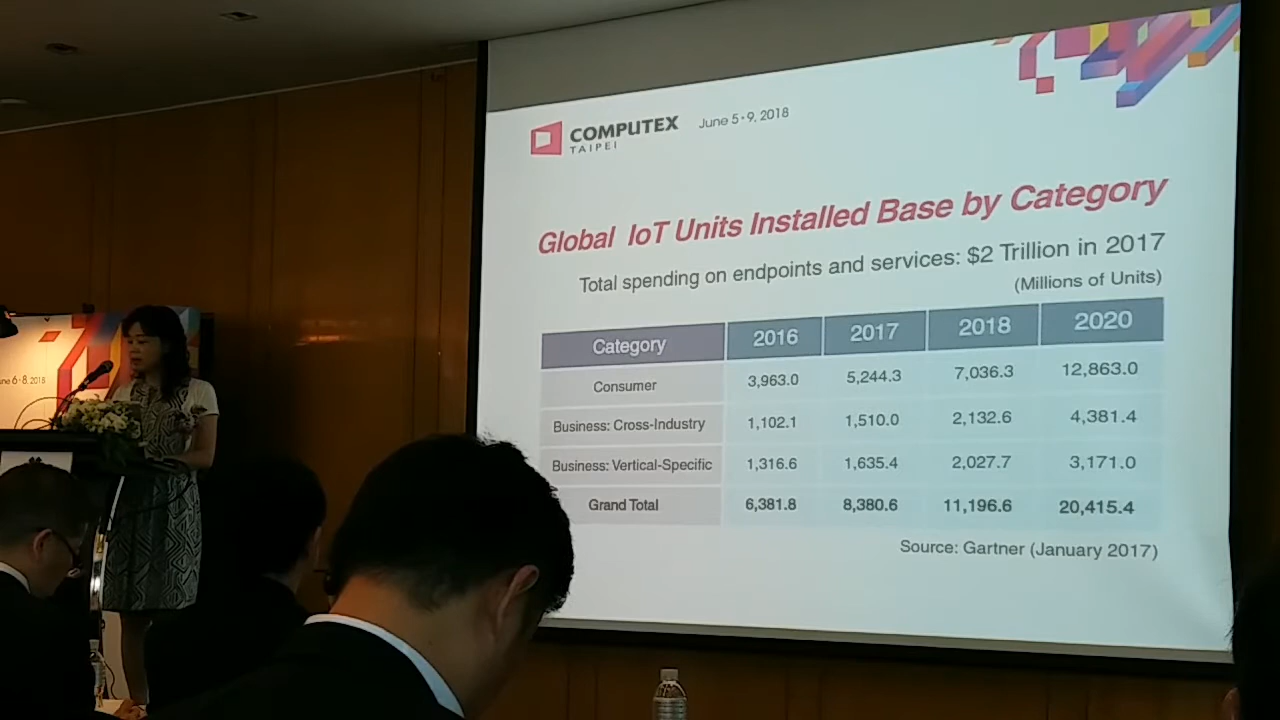 COMPUTEX June 5・9, 2018
TAIPEI
Global IoT Units Installed Base by Category
Total spending on endpoints and services: $2 Trillion in 2017
(Millions of Units)
Category 2016 2017 2018 2020
Consumer 3,963.0 5,244.3 7,036.3 12,863.0
Business: Cross-Industry 1,102.1 1,510.0 2,132.6 4,381.4
Business: Vertical-Specific 1,316.6 1,635.4 2,027.7 3,171.0
Grand Total 6,381.8 8,380.6 11,196.6 20,415.4
Source: Gartner (January 2017)
ne 6・8, 2018